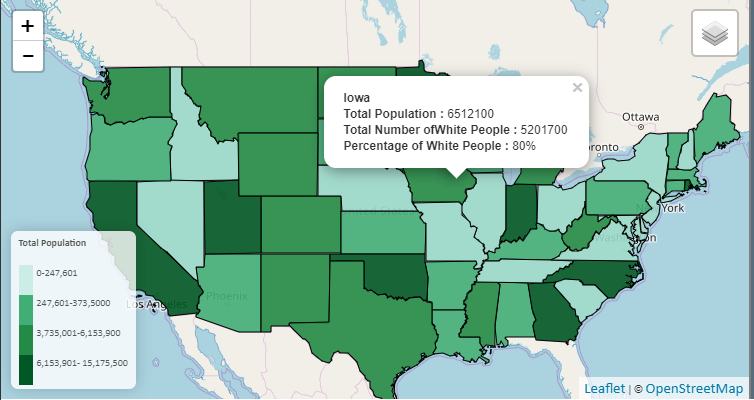 +
−
Iowa
×
Total Population : 6512100
Total Number ofWhite People : 5201700
Percentage of White People : 80%
Ottawa
ronto
York
Total Population
0-247,601
247,601-373,5000
3,735,001-6,153,900
6,153,901- 15,175,500
Los Angeles
Phoenix
Leaflet | © OpenStreetMap